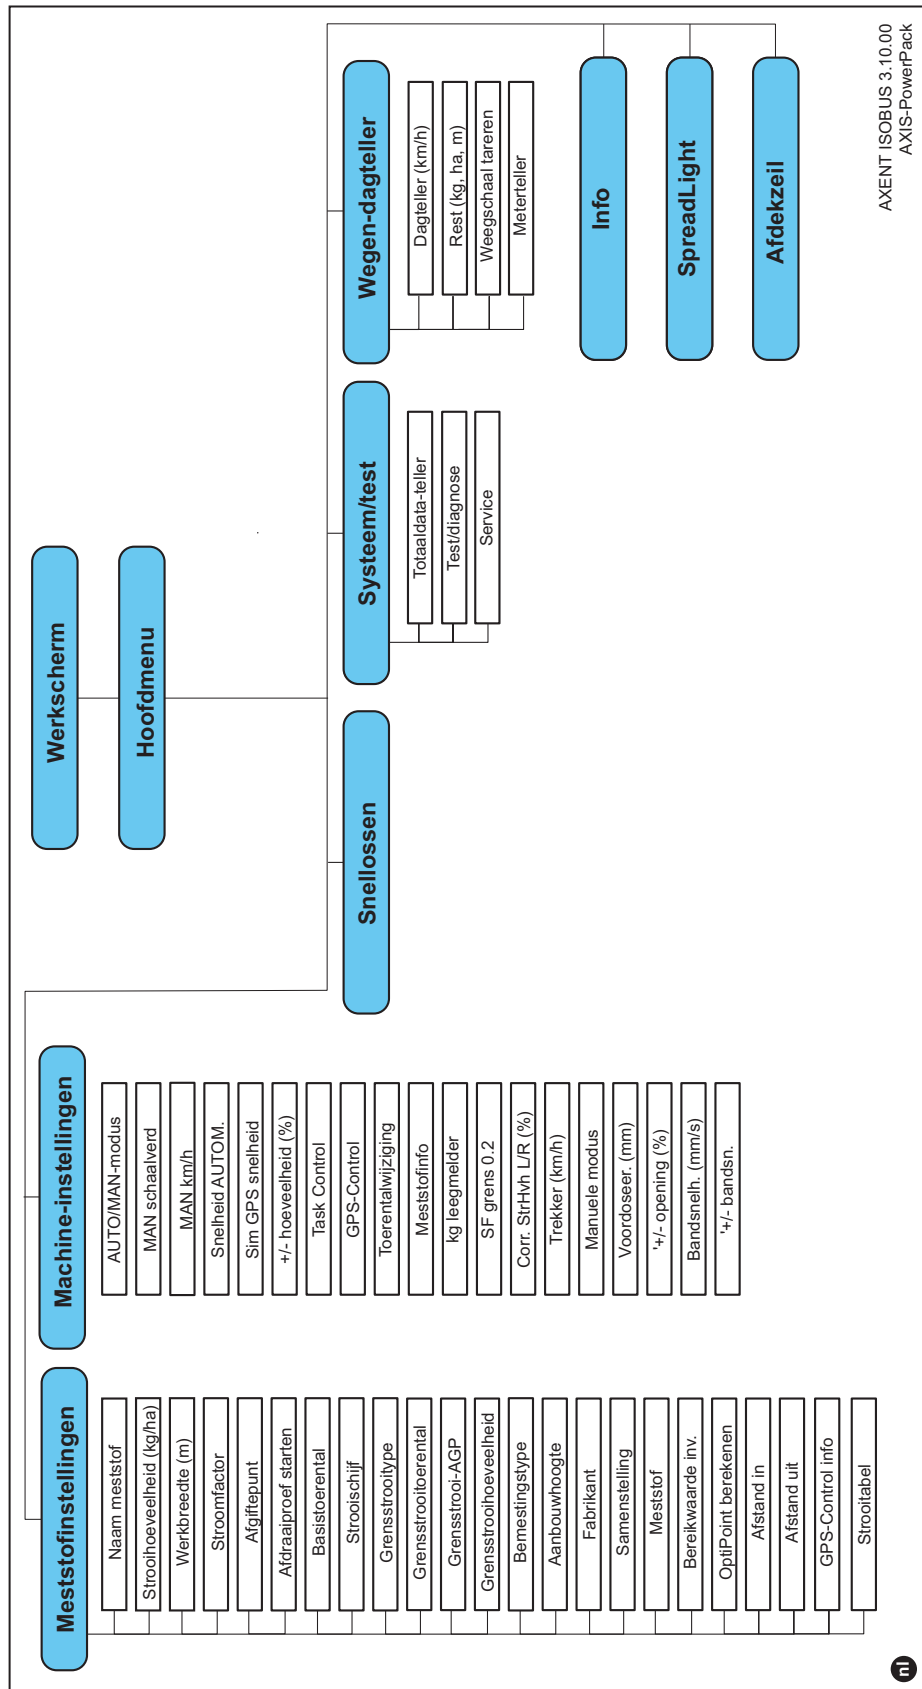 Werkscherm
Hoofdmenu
Meststofinstellingen
Naam meststof
Strooihoeveelheid (kg/ha)
Werkbreedte (m)
Stroomfactor
Afgiftepunt
Afdraaiproef starten
Basistoerental
Strooischijf
Grensstrooitype
Grensstrooitoerental
Grensstrooi-AGP
Grensstrooihoeveelheid
Bemestingstype
Aanbouwhoogte
Fabrikant
Samenstelling
Meststof
Bereikwaarde inv.
OptiPoint berekenen
Afstand in
Afstand uit
GPS-Control info
Strooitabel
Machine-instellingen
AUTO/MAN-modus
MAN schaalverd
MAN km/h
Snelheid AUTOM.
Sim GPS snelheid
+/- hoeveelheid (%)
Task Control
GPS-Control
Toerentalwijziging
Meststofinfo
kg leegmelder
SF grens 0.2
Corr. StrHvh L/R (%)
Trekker (km/h)
Manuele modus
Voordoseer. (mm)
'+/- opening (%)
Bandsnelh. (mm/s)
'+/- bandsn.
Snellossen
Systeem/test
Totaaldata-teller
Test/diagnose
Service
Wegen-dagteller
Dagteller (km/h)
Rest (kg, ha, m)
Weegschaal tareren
Meterteller
Info
SpreadLight
Afdekzeil
AXENT ISOBUS 3.10.00
AXIS-PowerPack
nl